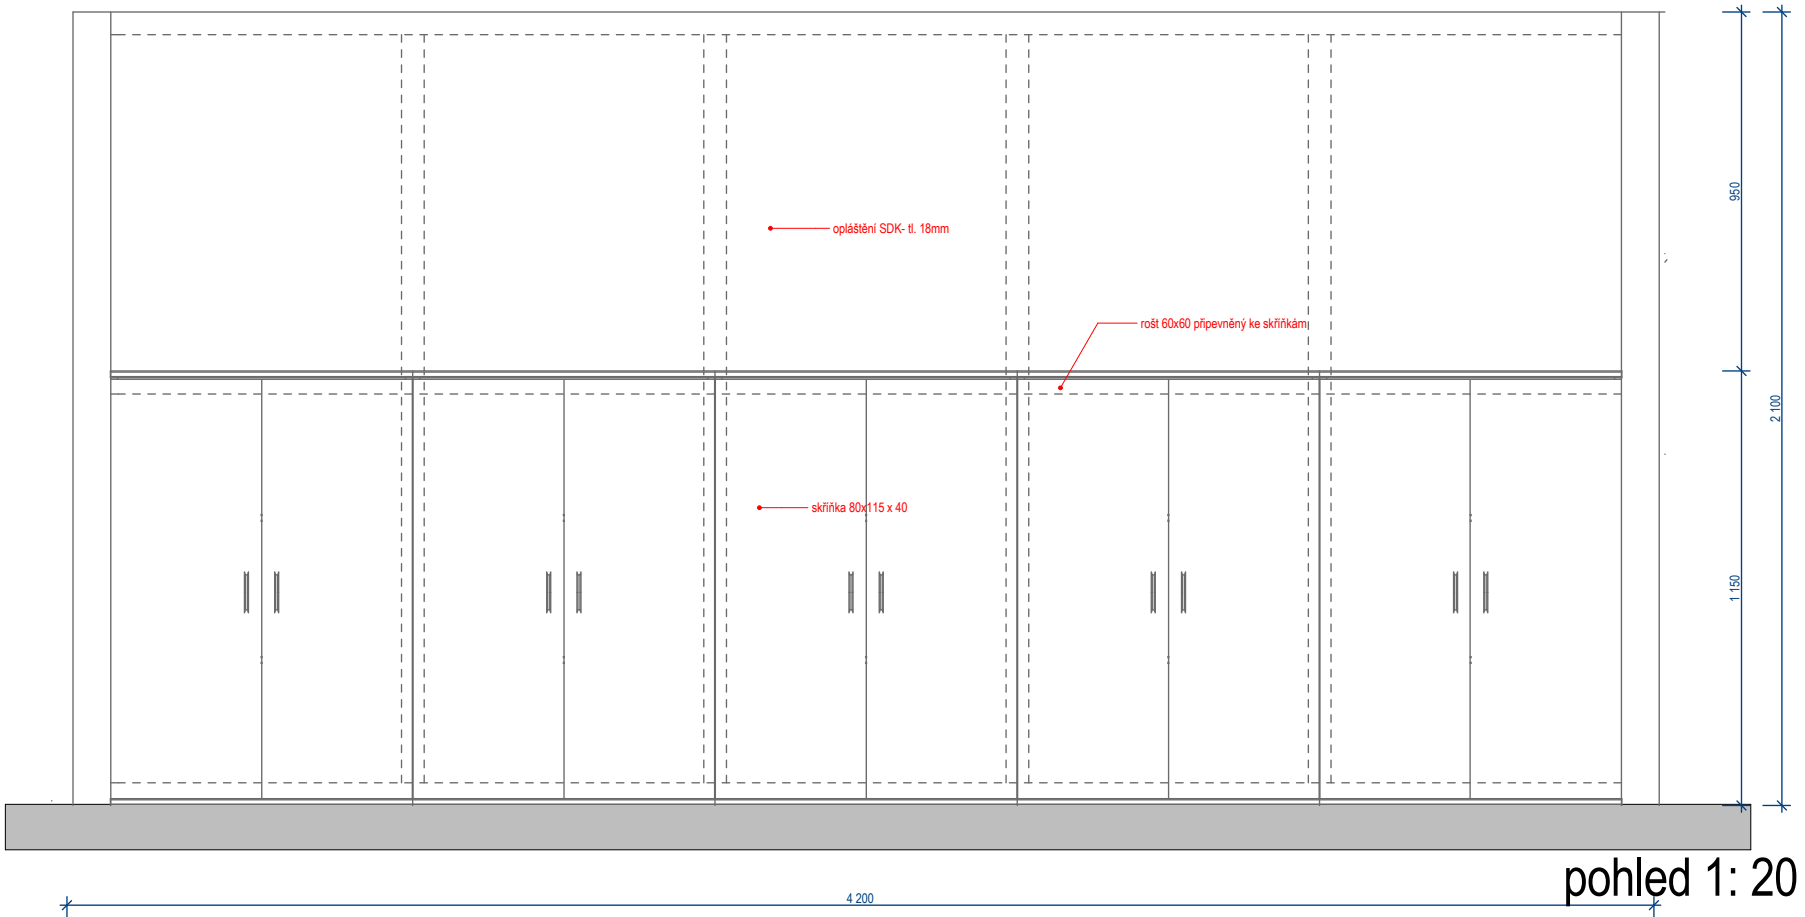 950
opláštění SDK- tl. 18mm
rošt 60x60 připevněný ke skříňkám
2 100
skříňka 80x115 x 40
1 150
pohled 1: 20
4 200